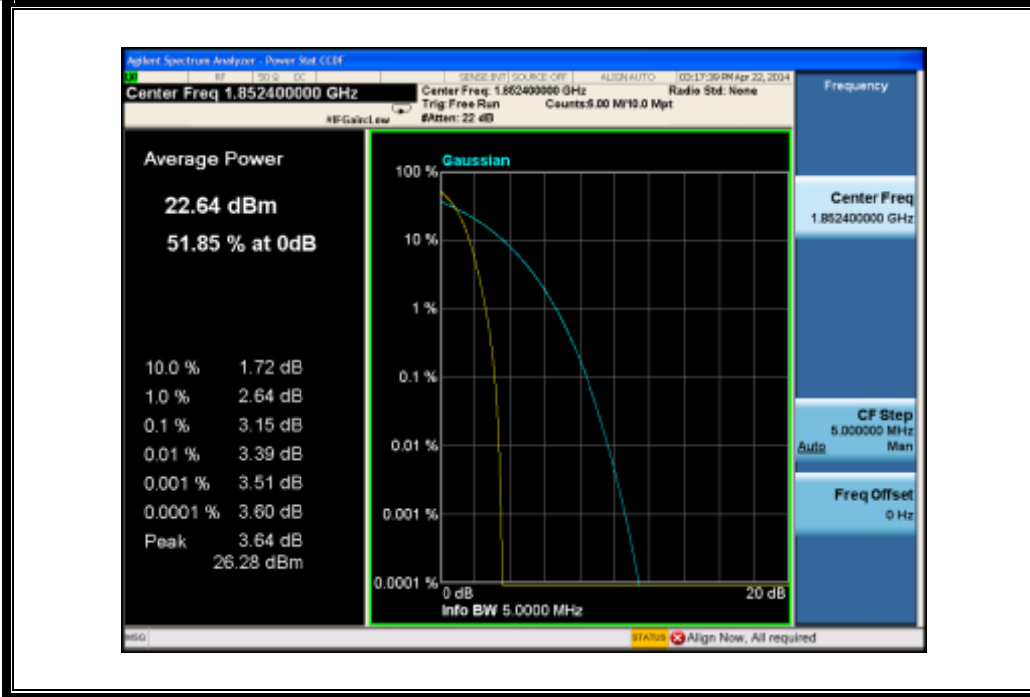 Agilent Spectrum Analyzer - Power Stat CCDF
RF 50 Ω DC SENSE:INT SOURCE OFF ALIGN AUTO 03:17:39 PM Apr 22, 2014
Center Freq 1.852400000 GHz
Center Freq: 1.852400000 GHz Radio Std: None
Trig: Free Run Counts:5.00 M/10.0 Mpt
#IFGain:Low #Atten: 22 dB
Frequency
Average Power
22.64 dBm
51.85 % at 0dB
10.0 % 1.72 dB
1.0 % 2.64 dB
0.1 % 3.15 dB
0.01 % 3.39 dB
0.001 % 3.51 dB
0.0001 % 3.60 dB
Peak 3.64 dB
26.28 dBm
Gaussian
100 %
10 %
1 %
0.1 %
0.01 %
0.001 %
0.0001 %
0 dB 20 dB
Info BW 5.0000 MHz
Center Freq
1.852400000 GHz
CF Step
5.000000 MHz
Auto Man
Freq Offset
0 Hz
MSG STATUS Align Now, All required